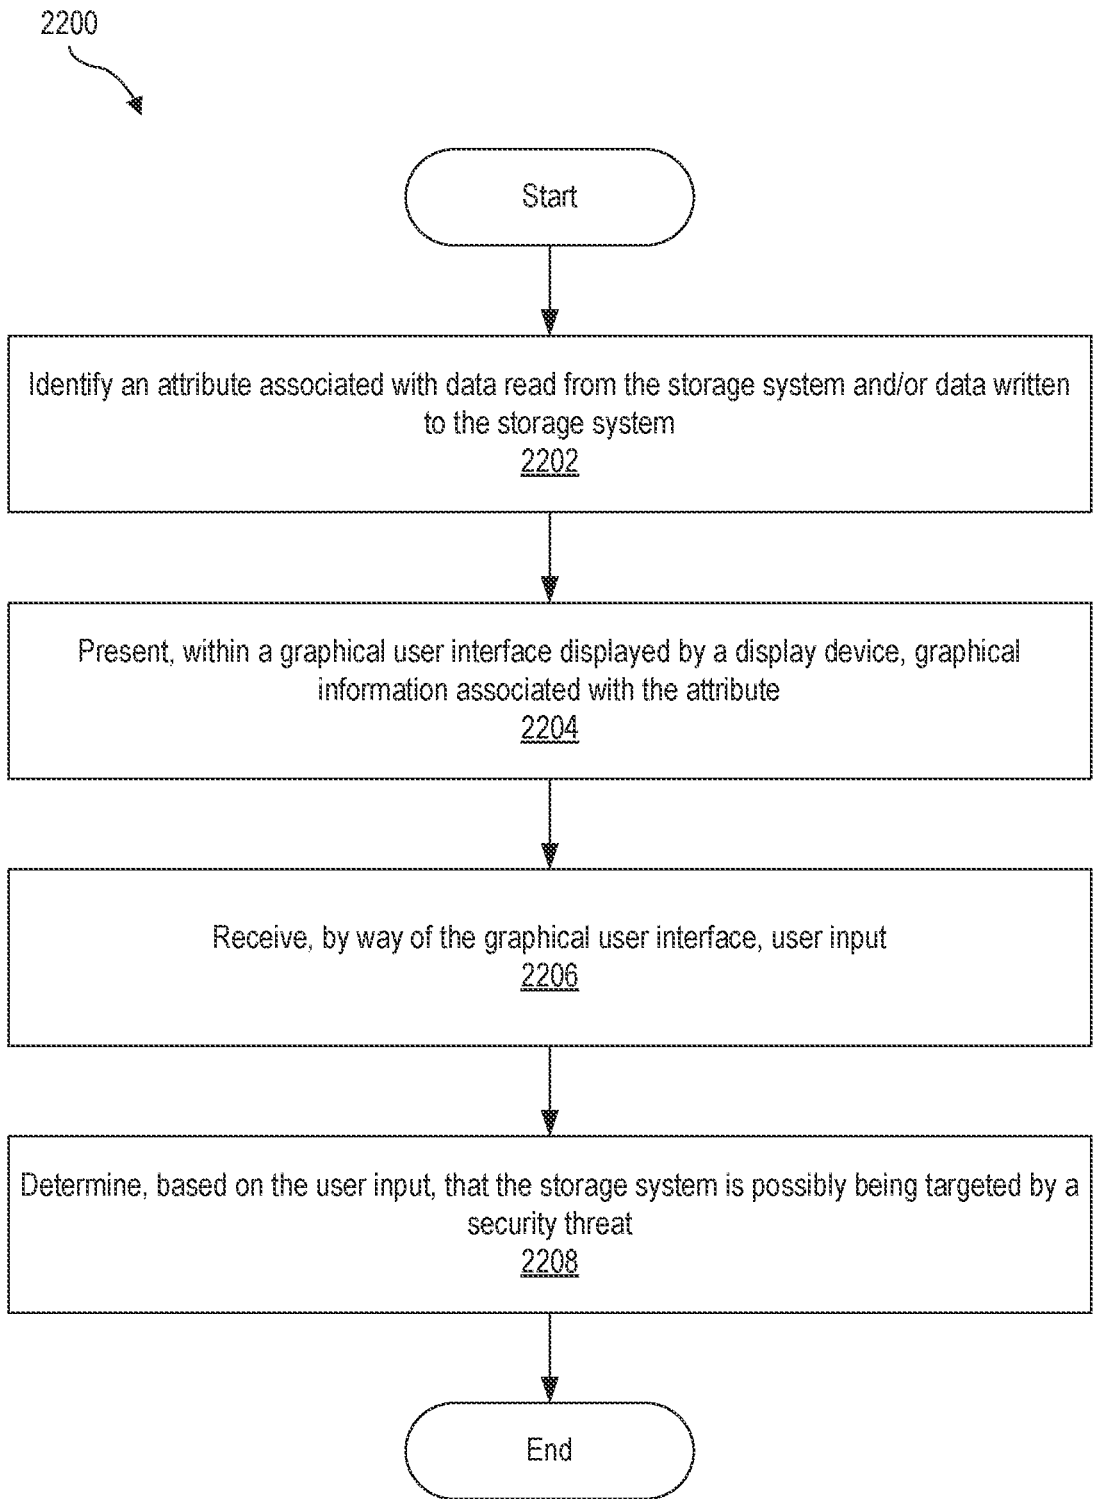 2200
Start
Identify an attribute associated with data read from the storage system and/or data written
to the storage system
2202
Present, within a graphical user interface displayed by a display device, graphical
information associated with the attribute
2204
Receive, by way of the graphical user interface, user input
2206
Determine, based on the user input, that the storage system is possibly being targeted by a
security threat
2208
End